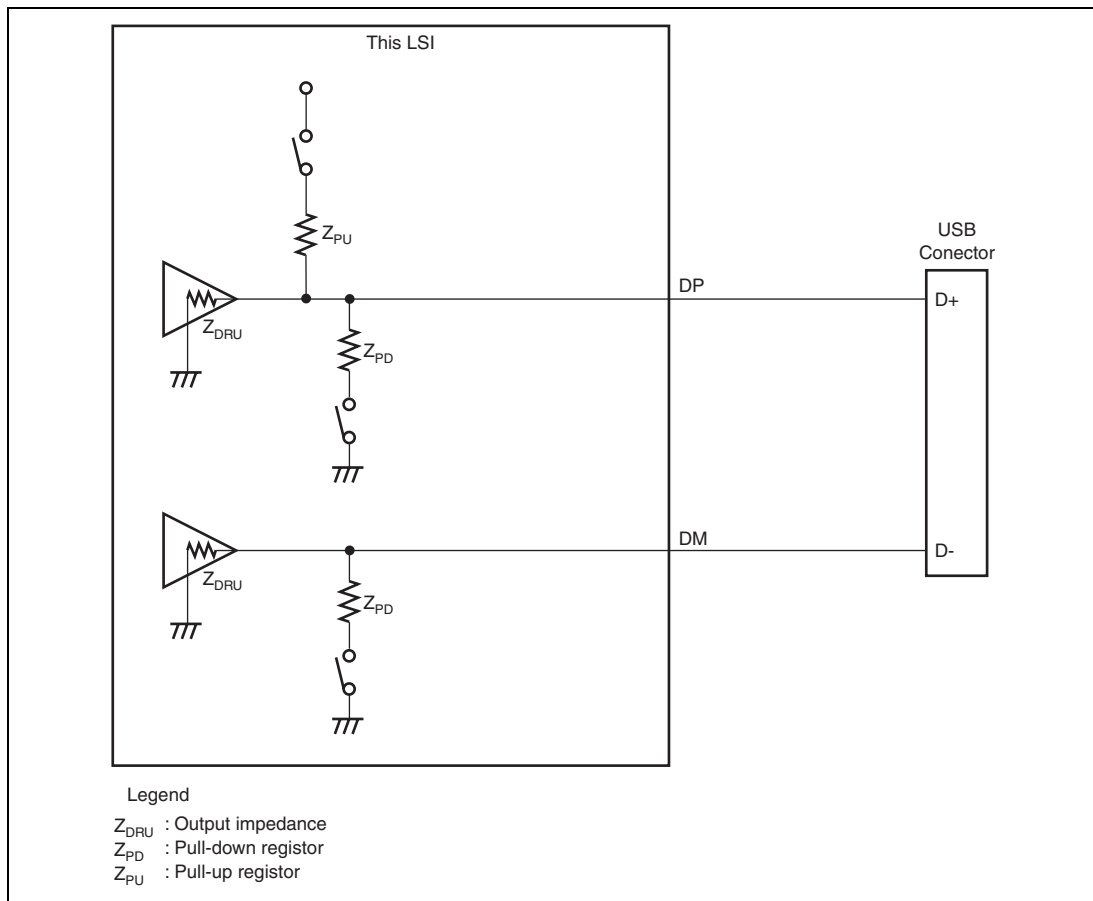 This LSI
Z_PU
USB
Conector
DP
D+
Z_DRU
Z_PD
DM
D-
Z_DRU
Z_PD
Legend
Z_DRU : Output impedance
Z_PD : Pull-down registor
Z_PU : Pull-up registor